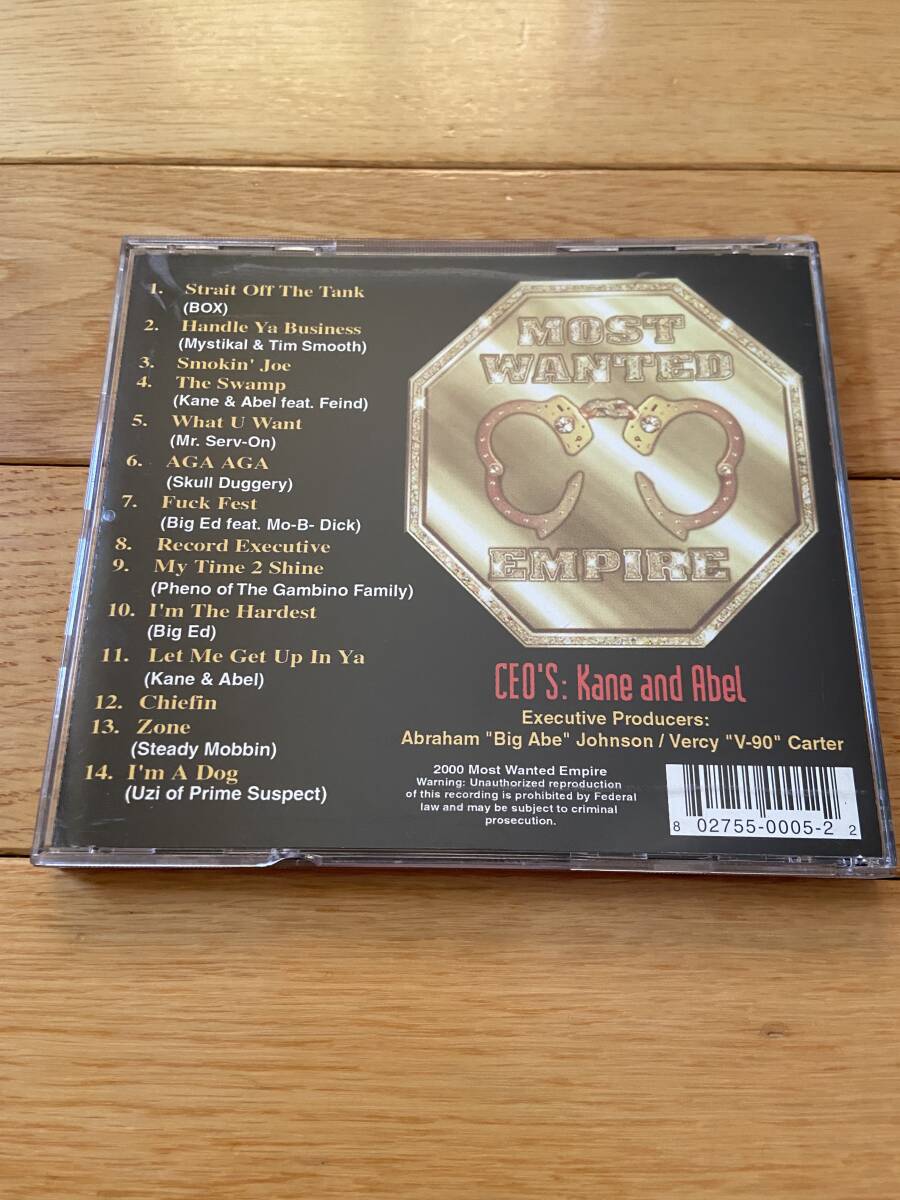 1. Strait Off The Tank
(BOX)
2. Handle Ya Business
(Mystikal & Tim Smooth)
3. Smokin' Joe
4. The Swamp
(Kane & Abel feat. Feind)
5. What U Want
(Mr. Serv-On)
6. AGA AGA
(Skull Duggery)
7. Fuck Fest
(Big Ed feat. Mo-B- Dick)
8. Record Executive
9. My Time 2 Shine
(Pheno of The Gambino Family)
10. I'm The Hardest
(Big Ed)
11. Let Me Get Up In Ya
(Kane & Abel)
12. Chiefin
13. Zone
(Steady Mobbin)
14. I'm A Dog
(Uzi of Prime Suspect)
MOST
WANTED
EMPIRE
CEO'S: Kane and Abel
Executive Producers:
Abraham "Big Abe" Johnson / Vercy "V-90" Carter
2000 Most Wanted Empire
Warning: Unauthorized reproduction
of this recording is prohibited by Federal
law and may be subject to criminal
prosecution.
8 02755-0005-2 2